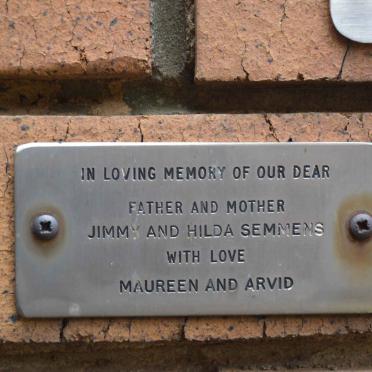 IN LOVING MEMORY OF OUR DEAR
FATHER AND MOTHER
JIMMY AND HILDA SEMMENS
WITH LOVE
MAUREEN AND ARVID